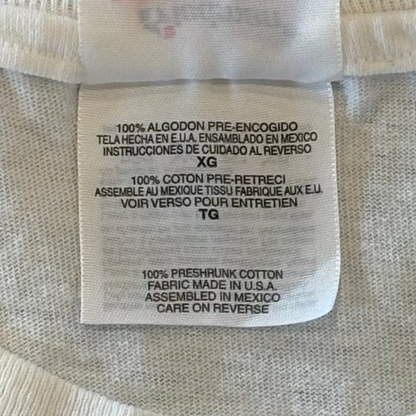 100% ALGODON PRE-ENCOGIDO
TELA HECHA EN E.U.A. ENSAMBLADO EN MEXICO
INSTRUCCIONES DE CUIDADO AL REVERSO
XG
100% COTON PRE-RETRECI
ASSEMBLE AU MEXIQUE TISSU FABRIQUE AUX E.U.
VOIR VERSO POUR ENTRETIEN
TG
100% PRESHRUNK COTTON
FABRIC MADE IN U.S.A.
ASSEMBLED IN MEXICO
CARE ON REVERSE